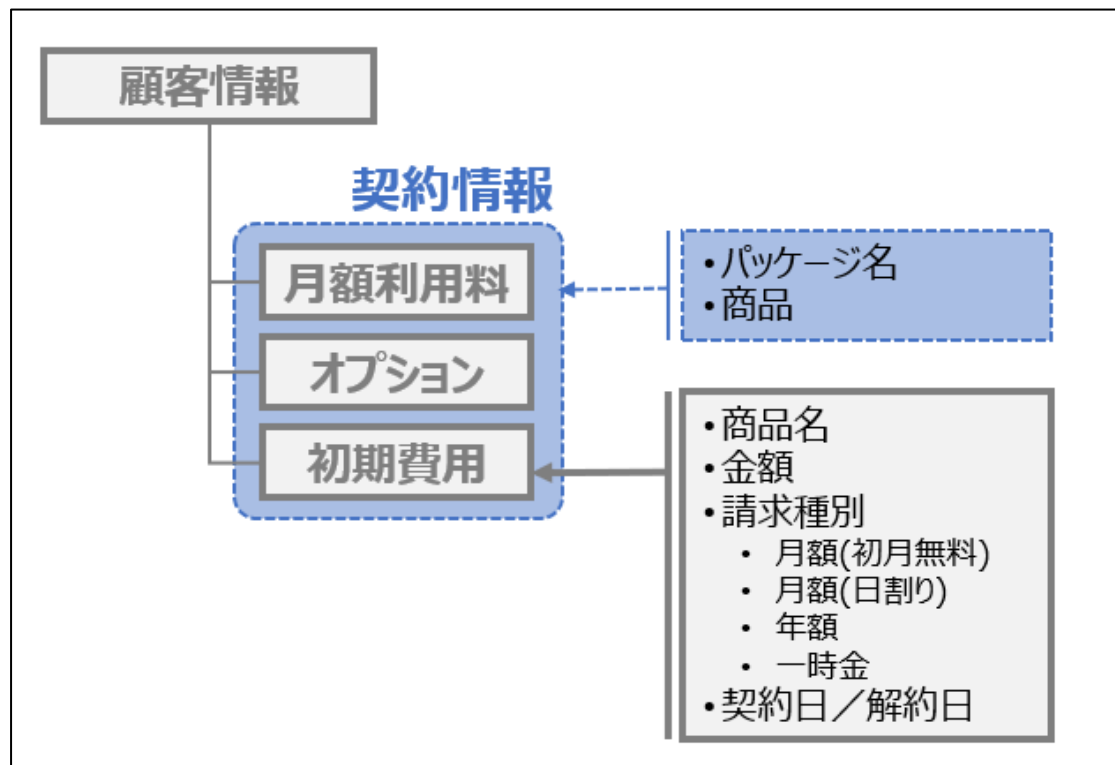 顧客情報
契約情報
月額利用料
オプション
初期費用
•パッケージ名
•商品
•商品名
•金額
•請求種別
• 月額(初月無料)
• 月額(日割り)
• 年額
• 一時金
•契約日／解約日